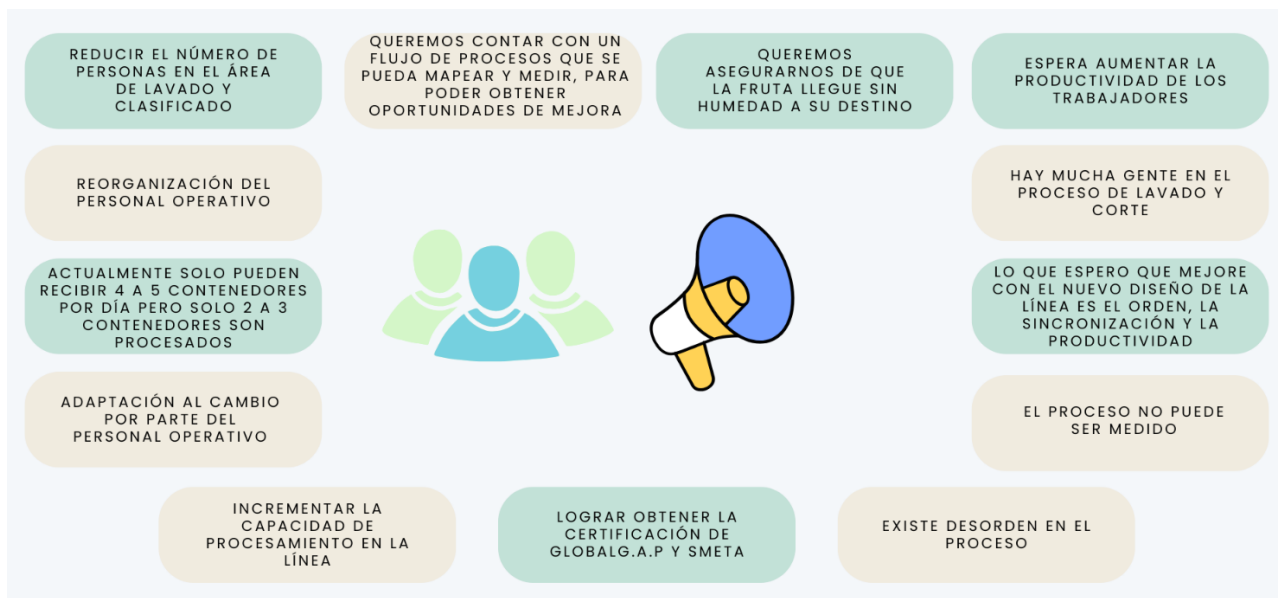 REDUCIR EL NÚMERO DE
PERSONAS EN EL ÁREA
DE LAVADO Y
CLASIFICADO
QUEREMOS CONTAR CON UN
FLUJO DE PROCESOS QUE SE
PUEDA MAPEAR Y MEDIR, PARA
PODER OBTENER
OPORTUNIDADES DE MEJORA
QUEREMOS
ASEGURARNOS DE QUE
LA FRUTA LLEGUE SIN
HUMEDAD A SU DESTINO
ESPERA AUMENTAR LA
PRODUCTIVIDAD DE LOS
TRABAJADORES
REORGANIZACIÓN DEL
PERSONAL OPERATIVO
HAY MUCHA GENTE EN EL
PROCESO DE LAVADO Y
CORTE
ACTUALMENTE SOLO PUEDEN
RECIBIR 4 A 5 CONTENEDORES
POR DÍA PERO SOLO 2 A 3
CONTENEDORES SON
PROCESADOS
LO QUE ESPERO QUE MEJORE
CON EL NUEVO DISEÑO DE LA
LÍNEA ES EL ORDEN, LA
SINCRONIZACIÓN Y LA
PRODUCTIVIDAD
ADAPTACIÓN AL CAMBIO
POR PARTE DEL
PERSONAL OPERATIVO
EL PROCESO NO PUEDE
SER MEDIDO
INCREMENTAR LA
CAPACIDAD DE
PROCESAMIENTO EN LA
LÍNEA
LOGRAR OBTENER LA
CERTIFICACIÓN DE
GLOBALG.A.P Y SMETA
EXISTE DESORDEN EN EL
PROCESO